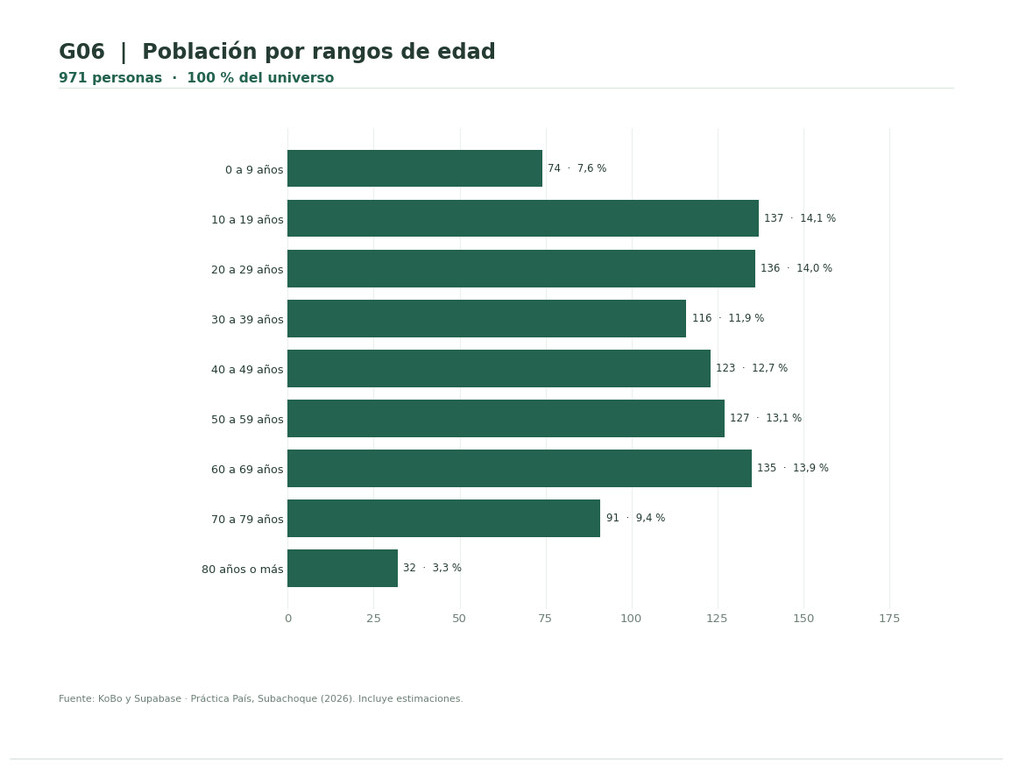 G06 | Población por rangos de edad
971 personas · 100 % del universo
0 a 9 años 74 · 7,6 %
10 a 19 años 137 · 14,1 %
20 a 29 años 136 · 14,0 %
30 a 39 años 116 · 11,9 %
40 a 49 años 123 · 12,7 %
50 a 59 años 127 · 13,1 %
60 a 69 años 135 · 13,9 %
70 a 79 años 91 · 9,4 %
80 años o más 32 · 3,3 %
0 25 50 75 100 125 150 175
Fuente: KoBo y Supabase · Práctica País, Subachoque (2026). Incluye estimaciones.